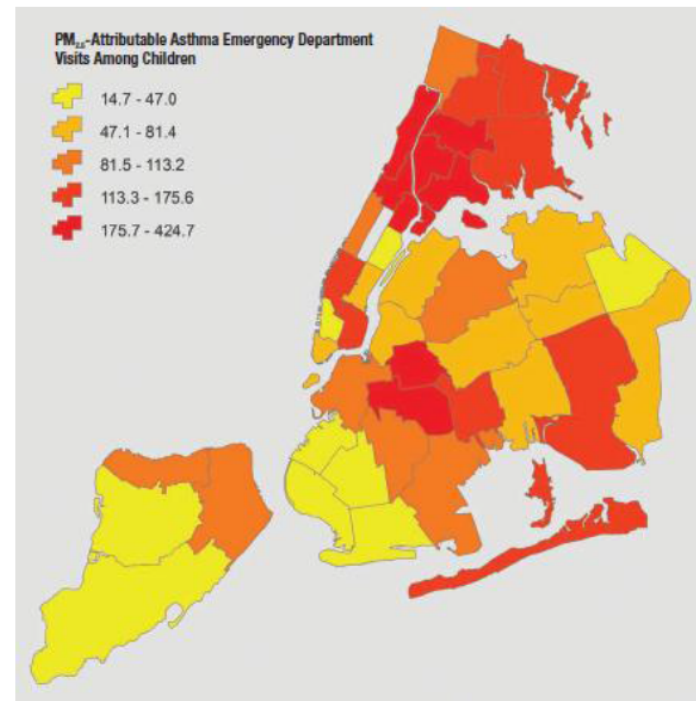 PM₂.₅-Attributable Asthma Emergency Department
Visits Among Children
14.7 - 47.0
47.1 - 81.4
81.5 - 113.2
113.3 - 175.6
175.7 - 424.7